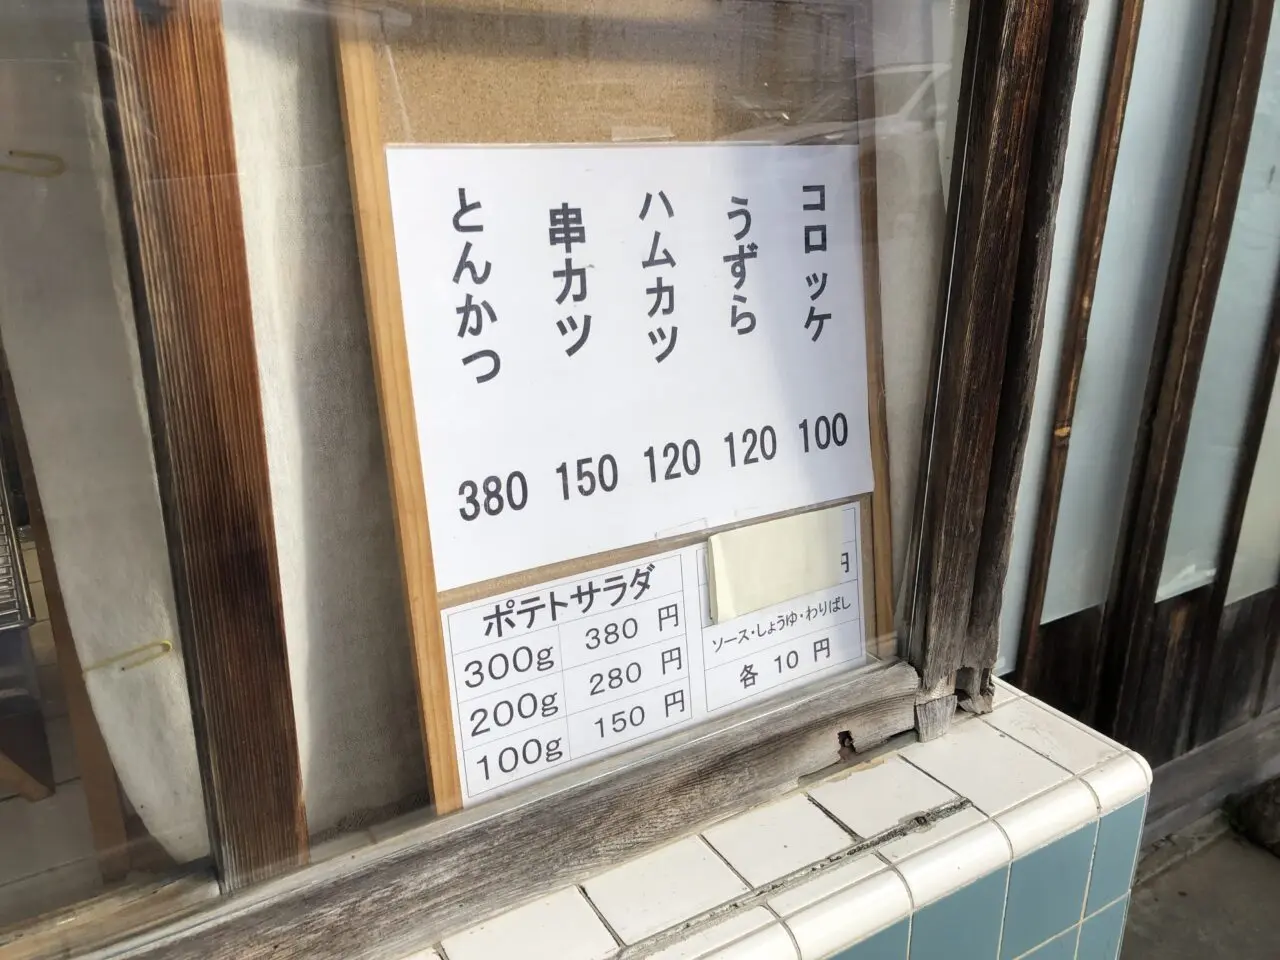 コロッケ 100
うずら 120
ハムカツ 120
串カツ 150
とんかつ 380
ポテトサラダ
300g 380 円
200g 280 円
100g 150 円
円
ソース・しょうゆ・わりばし
各 10 円